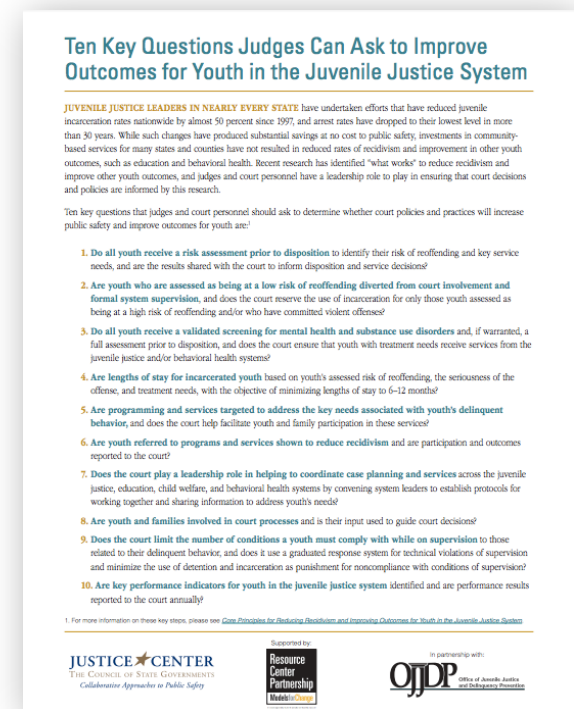 Ten Key Questions Judges Can Ask to Improve
Outcomes for Youth in the Juvenile Justice System
JUVENILE JUSTICE LEADERS IN NEARLY EVERY STATE have undertaken efforts that have reduced juvenile
incarceration rates nationwide by almost 50 percent since 1997, and arrest rates have dropped to their lowest level in more
than 30 years. While such changes have produced substantial savings at no cost to public safety, investments in community-
based services for many states and counties have not resulted in reduced rates of recidivism and improvement in other youth
outcomes, such as education and behavioral health. Recent research has identified "what works" to reduce recidivism and
improve other youth outcomes, and judges and court personnel have a leadership role to play in ensuring that court decisions
and policies are informed by this research.
Ten key questions that judges and court personnel should ask to determine whether court policies and practices will increase
public safety and improve outcomes for youth are:¹
1. Do all youth receive a risk assessment prior to disposition to identify their risk of reoffending and key service
needs, and are the results shared with the court to inform disposition and service decisions?
2. Are youth who are assessed as being at a low risk of reoffending diverted from court involvement and
formal system supervision, and does the court reserve the use of incarceration for only those youth assessed as
being at a high risk of reoffending and/or who have committed violent offenses?
3. Do all youth receive a validated screening for mental health and substance use disorders and, if warranted, a
full assessment prior to disposition, and does the court ensure that youth with treatment needs receive services from the
juvenile justice and/or behavioral health systems?
4. Are lengths of stay for incarcerated youth based on youth's assessed risk of reoffending, the seriousness of the
offense, and treatment needs, with the objective of minimizing lengths of stay to 6–12 months?
5. Are programming and services targeted to address the key needs associated with youth's delinquent
behavior, and does the court help facilitate youth and family participation in these services?
6. Are youth referred to programs and services shown to reduce recidivism and are participation and outcomes
reported to the court?
7. Does the court play a leadership role in helping to coordinate case planning and services across the juvenile
justice, education, child welfare, and behavioral health systems by convening system leaders to establish protocols for
working together and sharing information to address youth's needs?
8. Are youth and families involved in court processes and is their input used to guide court decisions?
9. Does the court limit the number of conditions a youth must comply with while on supervision to those
related to their delinquent behavior, and does it use a graduated response system for technical violations of supervision
and minimize the use of detention and incarceration as punishment for noncompliance with conditions of supervision?
10. Are key performance indicators for youth in the juvenile justice system identified and are performance results
reported to the court annually?
1. For more information on these key steps, please see Core Principles for Reducing Recidivism and Improving Outcomes for Youth in the Juvenile Justice System
JUSTICE CENTER
THE COUNCIL OF STATE GOVERNMENTS
Collaborative Approaches to Public Safety
Supported by:
Resource
Center
Partnership
Models for Change
In partnership with:
OJJDP
Office of Juvenile Justice
and Delinquency Prevention